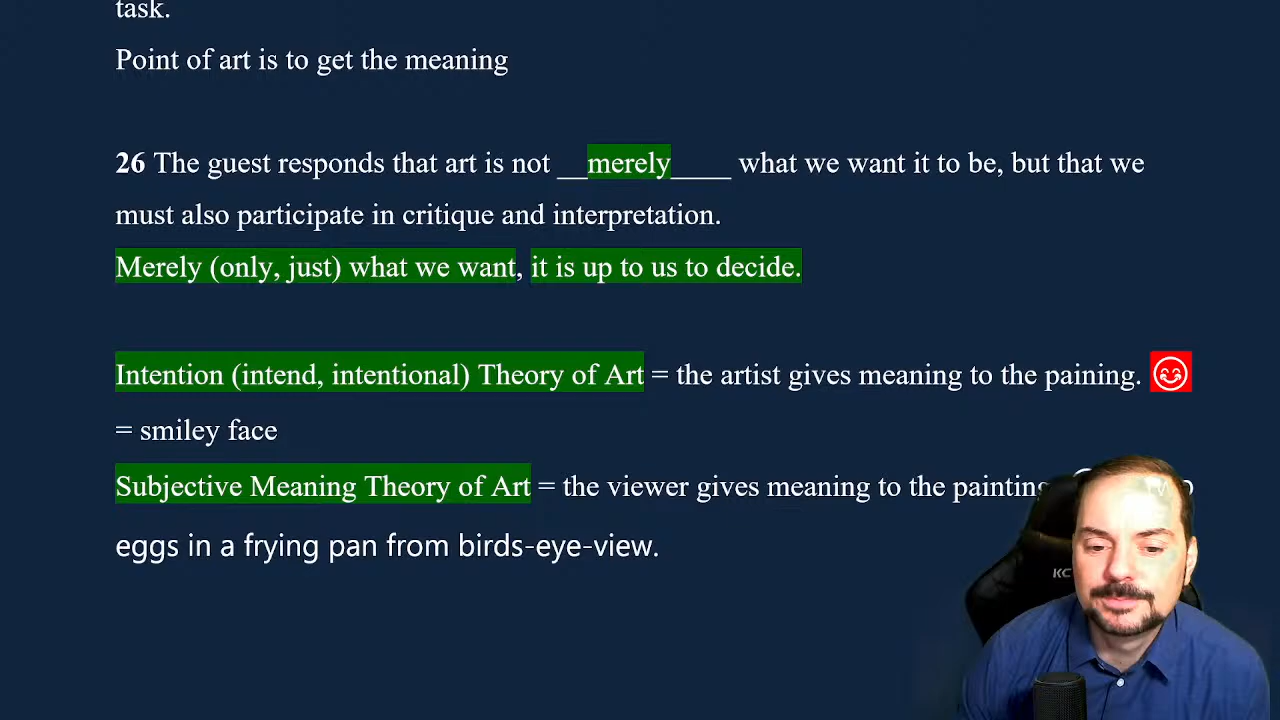 task.
Point of art is to get the meaning
26 The guest responds that art is not __merely____ what we want it to be, but that we
must also participate in critique and interpretation.
Merely (only, just) what we want, it is up to us to decide.
Intention (intend, intentional) Theory of Art = the artist gives meaning to the paining. 😊
= smiley face
Subjective Meaning Theory of Art = the viewer gives meaning to the painting
eggs in a frying pan from birds-eye-view.
KC